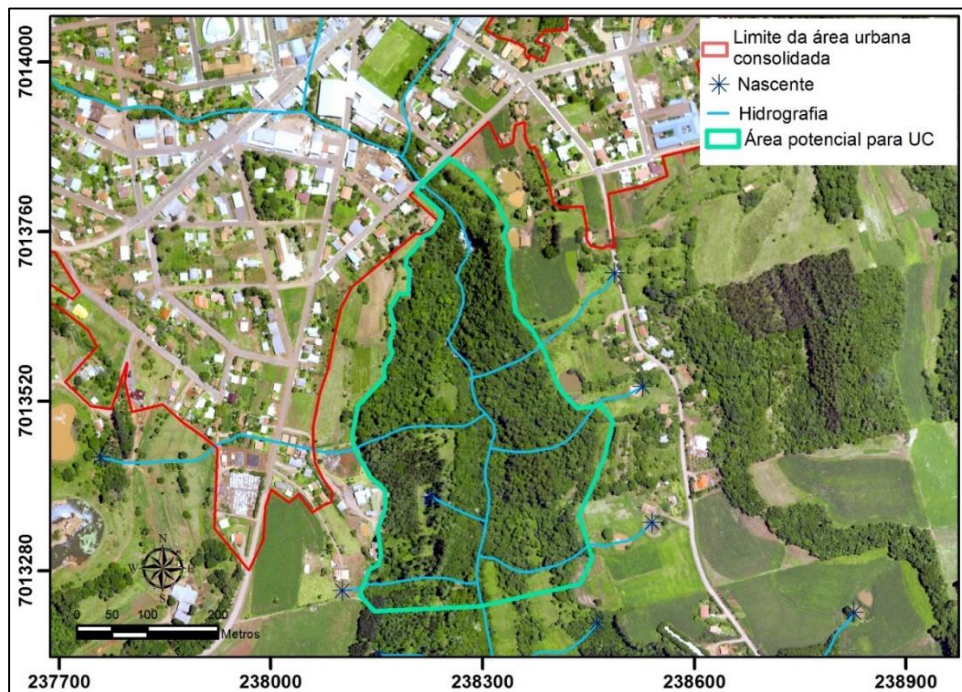 Limite da área urbana
consolidada
Nascente
Hidrografia
Área potencial para UC
7014000
7013760
7013520
7013280
N
W
E
S
0 50 100 200
Metros
237700 238000 238300 238600 238900